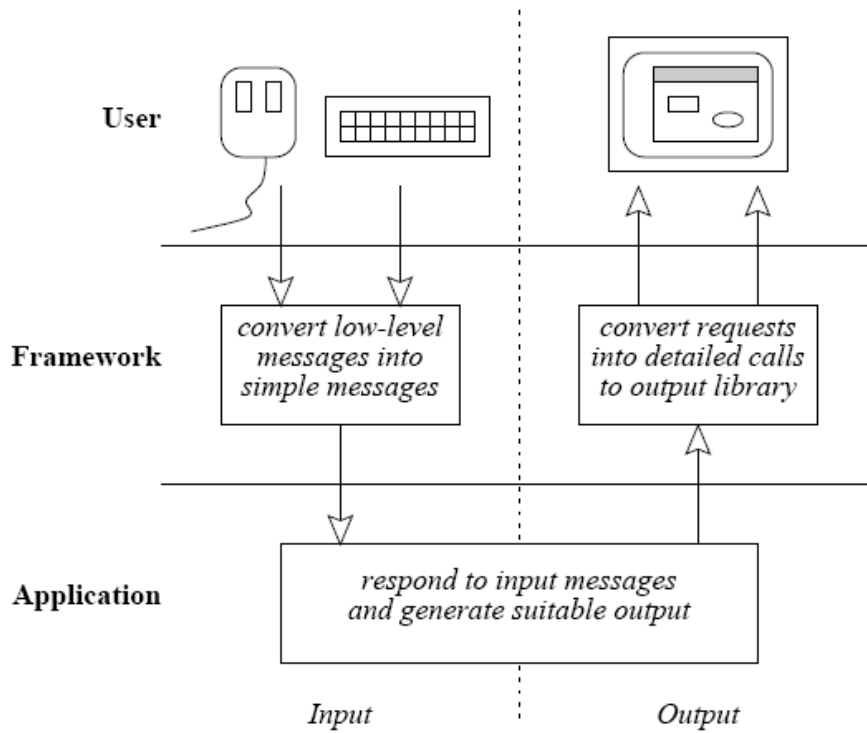 User
Framework
convert low-level
messages into
simple messages
convert requests
into detailed calls
to output library
Application
respond to input messages
and generate suitable output
Input
Output